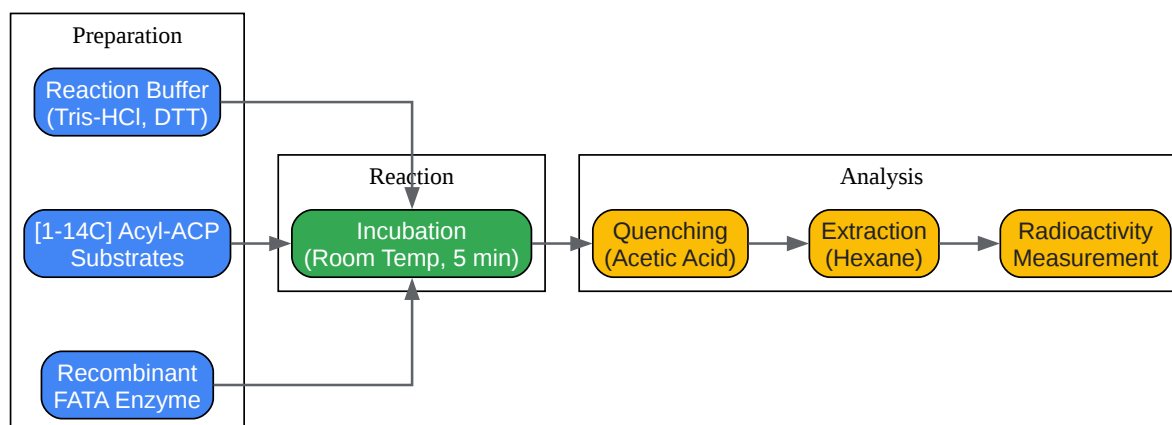 Preparation
Reaction Buffer
(Tris-HCl, DTT)
[1-14C] Acyl-ACP
Substrates
Recombinant
FATA Enzyme
Reaction
Incubation
(Room Temp, 5 min)
Analysis
Quenching
(Acetic Acid)
Extraction
(Hexane)
Radioactivity
Measurement